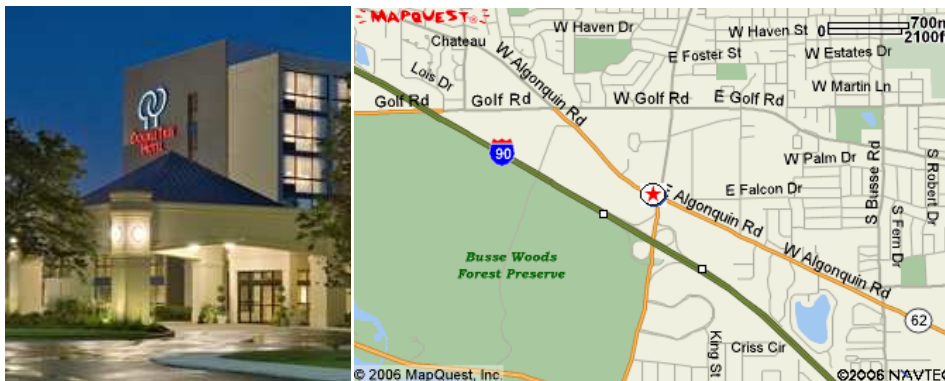 DOUBLETREE
HOTEL
MAPQUEST
W Haven Dr
W Haven St
0 700m
2100ft
Chateau
W Algonquin Rd
E Foster St
W Estates Dr
Lois Dr
W Martin Ln
Golf Rd
Golf Rd
W Golf Rd
E Golf Rd
90
W Palm Dr
S Busse Rd
S Robert Dr
E Falcon Dr
E Algonquin Rd
S Fern Dr
Busse Woods
Forest Preserve
W Algonquin Rd
62
King St
Criss Cir
© 2006 MapQuest, Inc.
©2006 NAVTEQ